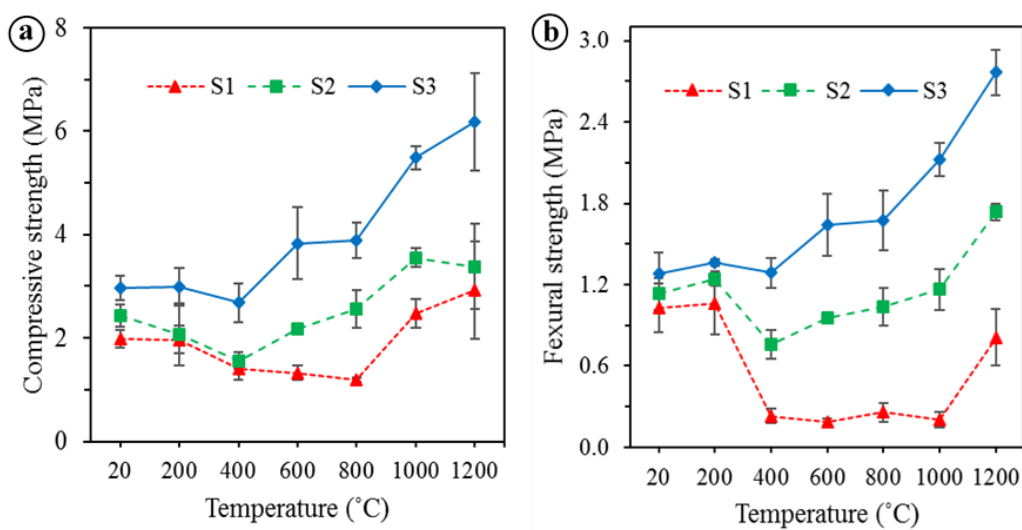 a
Compressive strength (MPa)
8
6
4
2
0
S1 S2 S3
20 200 400 600 800 1000 1200
Temperature (˚C)
b
Fexural strength (MPa)
3.0
2.4
1.8
1.2
0.6
0.0
S1 S2 S3
20 200 400 600 800 1000 1200
Temperature (˚C)